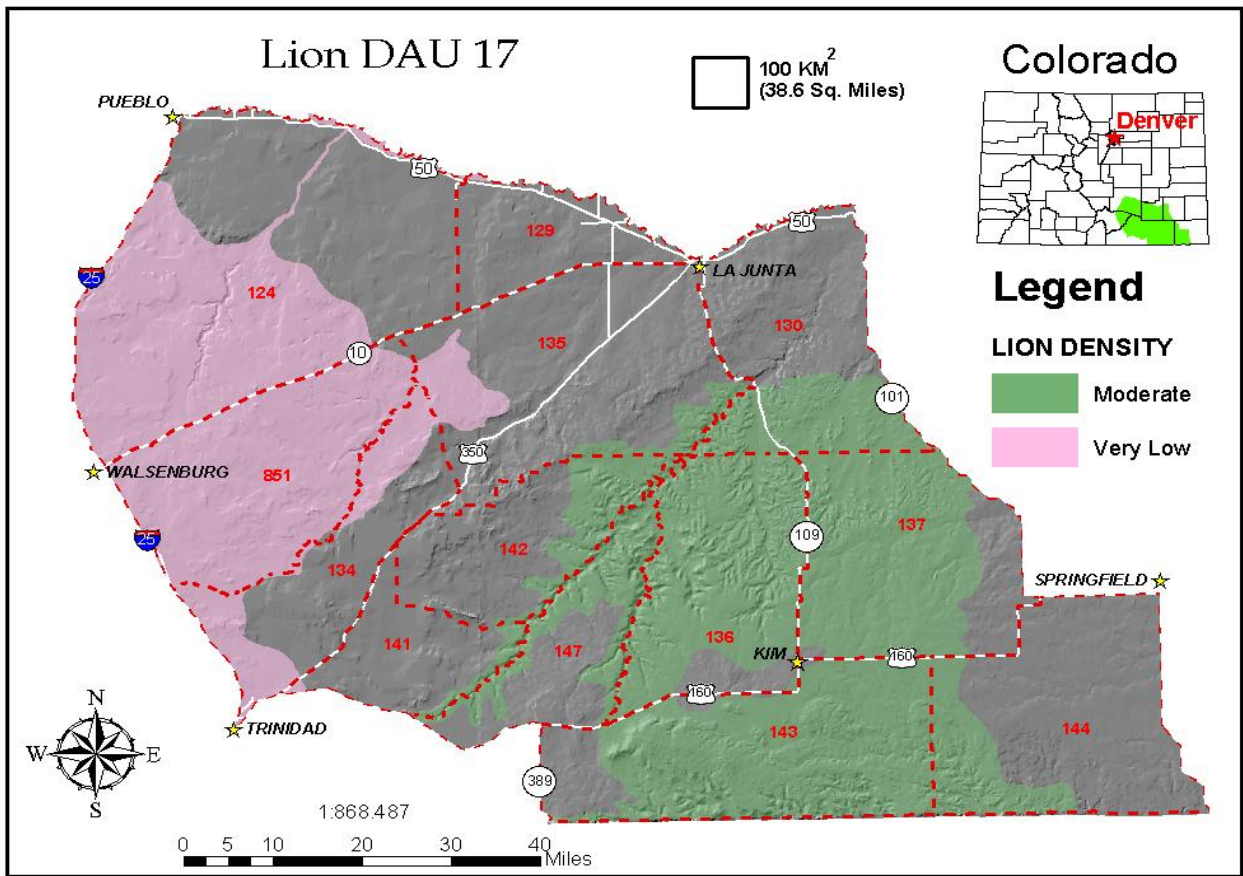 Lion DAU 17
100 KM2
(38.6 Sq. Miles)
Colorado
Denver
PUEBLO
50
50
129
LA JUNTA
25
124
10
135
130
Legend
LION DENSITY
Moderate
Very Low
101
350
WALSENBURG
851
25
109
137
142
134
SPRINGFIELD
141
147
136
KIM
160
160
143
144
TRINIDAD
389
N
W
E
S
1:868.487
0 5 10 20 30 40
Miles